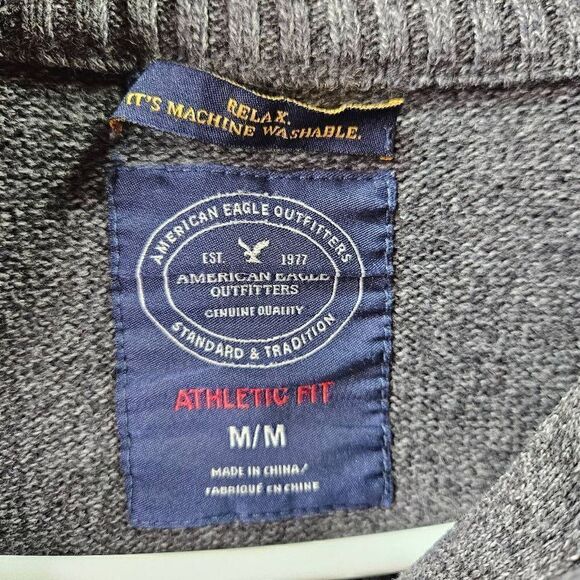 RELAX.
IT'S MACHINE WASHABLE.
AMERICAN EAGLE OUTFITTERS
EST. 1977
AMERICAN EAGLE
OUTFITTERS
GENUINE QUALITY
STANDARD & TRADITION
ATHLETIC FIT
M/M
MADE IN CHINA/
FABRIQUÉ EN CHINE